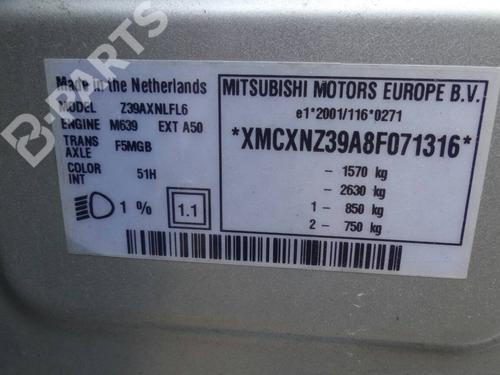 B-PARTS
Made in the Netherlands
MODEL Z39AXNLFL6
ENGINE M639 EXT A50
TRANS AXLE F5MGB
COLOR INT 51H
1 % 1.1
MITSUBISHI MOTORS EUROPE B.V.
e1*2001/116*0271
*XMCXNZ39A8F071316*
- 1570 kg
- 2630 kg
1 - 850 kg
2 - 750 kg